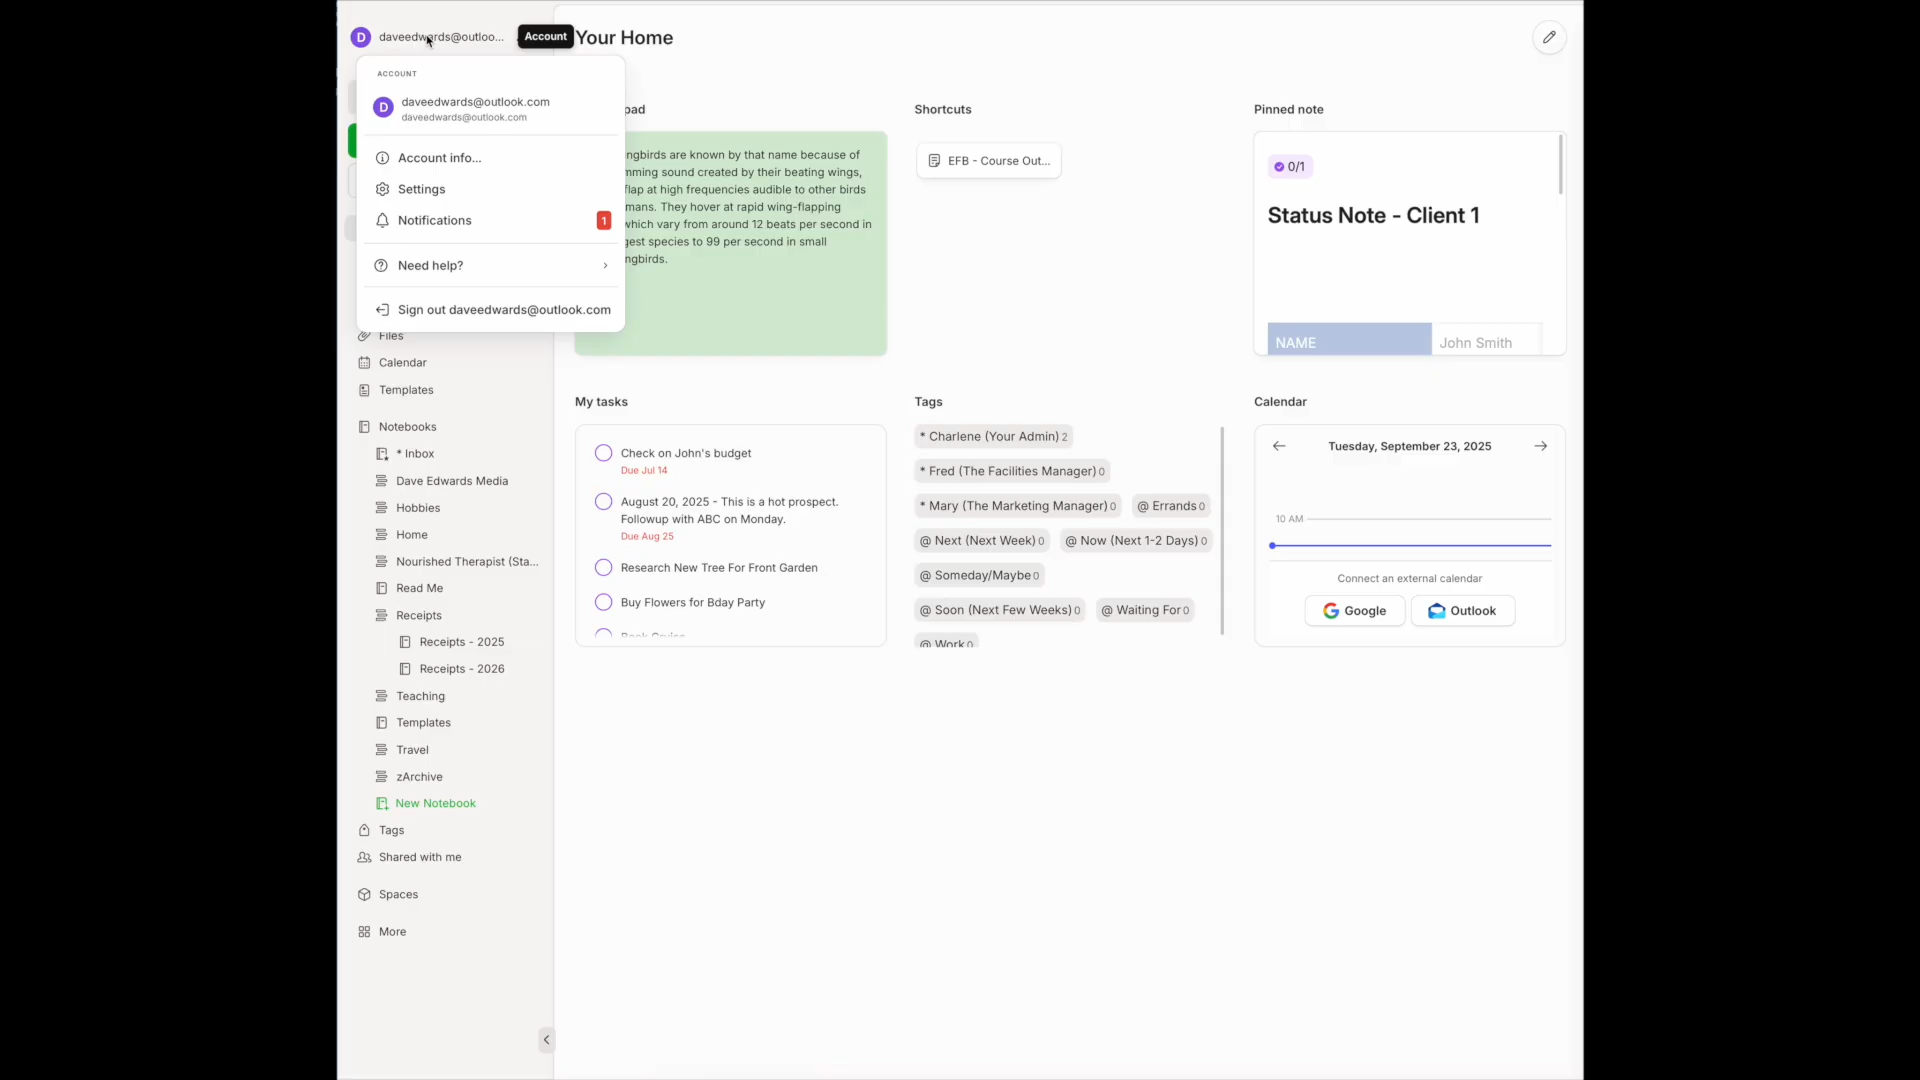 D daveedwards@outloo...
Account
Your Home
ACCOUNT
D daveedwards@outlook.com
daveedwards@outlook.com
Account info...
Settings
Notifications 1
Need help?
Sign out daveedwards@outlook.com
Files
Calendar
Templates
Notebooks
* Inbox
Dave Edwards Media
Hobbies
Home
Nourished Therapist (Sta...
Read Me
Receipts
Receipts - 2025
Receipts - 2026
Teaching
Templates
Travel
zArchive
New Notebook
Tags
Shared with me
Spaces
More
pad
ngbirds are known by that name because of
mming sound created by their beating wings,
flap at high frequencies audible to other birds
mans. They hover at rapid wing-flapping
which vary from around 12 beats per second in
gest species to 99 per second in small
ngbirds.
Shortcuts
EFB - Course Out...
Pinned note
0/1
Status Note - Client 1
NAME John Smith
My tasks
Check on John's budget
Due Jul 14
August 20, 2025 - This is a hot prospect.
Followup with ABC on Monday.
Due Aug 25
Research New Tree For Front Garden
Buy Flowers for Bday Party
Tags
* Charlene (Your Admin) 2
* Fred (The Facilities Manager) 0
* Mary (The Marketing Manager) 0 @ Errands 0
@ Next (Next Week) 0 @ Now (Next 1-2 Days) 0
@ Someday/Maybe 0
@ Soon (Next Few Weeks) 0 @ Waiting For 0
@ Work 0
Calendar
Tuesday, September 23, 2025
10 AM
Connect an external calendar
Google Outlook